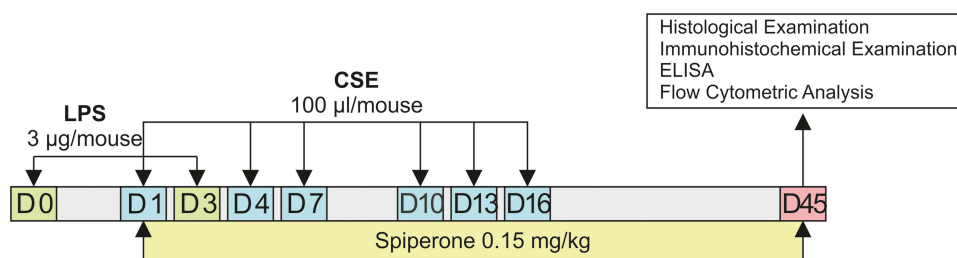 Histological Examination
Immunohistochemical Examination
ELISA
Flow Cytometric Analysis
CSE
100 µl/mouse
LPS
3 µg/mouse
D0 D1 D3 D4 D7 D10 D13 D16 D45
Spiperone 0.15 mg/kg